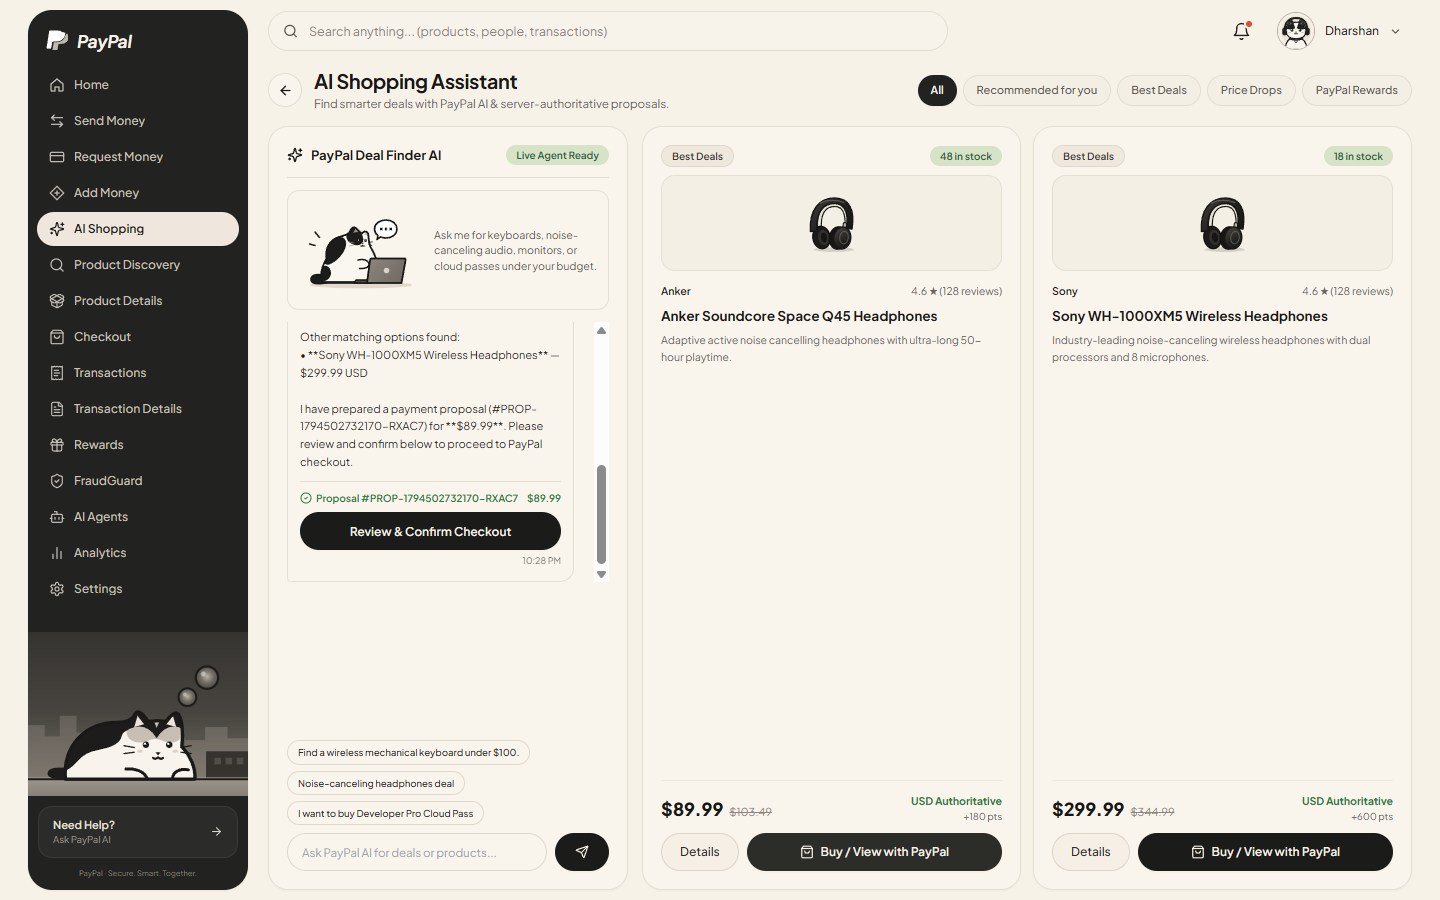 PayPal
Home
Send Money
Request Money
Add Money
AI Shopping
Product Discovery
Product Details
Checkout
Transactions
Transaction Details
Rewards
FraudGuard
AI Agents
Analytics
Settings
Need Help?
Ask PayPal AI
PayPal · Secure. Smart. Together.
Search anything... (products, people, transactions)
Dharshan
AI Shopping Assistant
Find smarter deals with PayPal AI & server-authoritative proposals.
All
Recommended for you
Best Deals
Price Drops
PayPal Rewards
PayPal Deal Finder AI
Live Agent Ready
Ask me for keyboards, noise-
canceling audio, monitors, or
cloud passes under your budget.
Other matching options found:
• **Sony WH-1000XM5 Wireless Headphones** —
$299.99 USD
I have prepared a payment proposal (#PROP-
1794502732170-RXAC7) for **$89.99**. Please
review and confirm below to proceed to PayPal
checkout.
Proposal #PROP-1794502732170-RXAC7 $89.99
Review & Confirm Checkout
10:28 PM
Find a wireless mechanical keyboard under $100.
Noise-canceling headphones deal
I want to buy Developer Pro Cloud Pass
Ask PayPal AI for deals or products...
Best Deals
48 in stock
Anker
4.6 ★ (128 reviews)
Anker Soundcore Space Q45 Headphones
Adaptive active noise cancelling headphones with ultra-long 50-
hour playtime.
$89.99 $103.49
USD Authoritative
+180 pts
Details
Buy / View with PayPal
Best Deals
18 in stock
Sony
4.6 ★ (128 reviews)
Sony WH-1000XM5 Wireless Headphones
Industry-leading noise-canceling wireless headphones with dual
processors and 8 microphones.
$299.99 $344.99
USD Authoritative
+600 pts
Details
Buy / View with PayPal